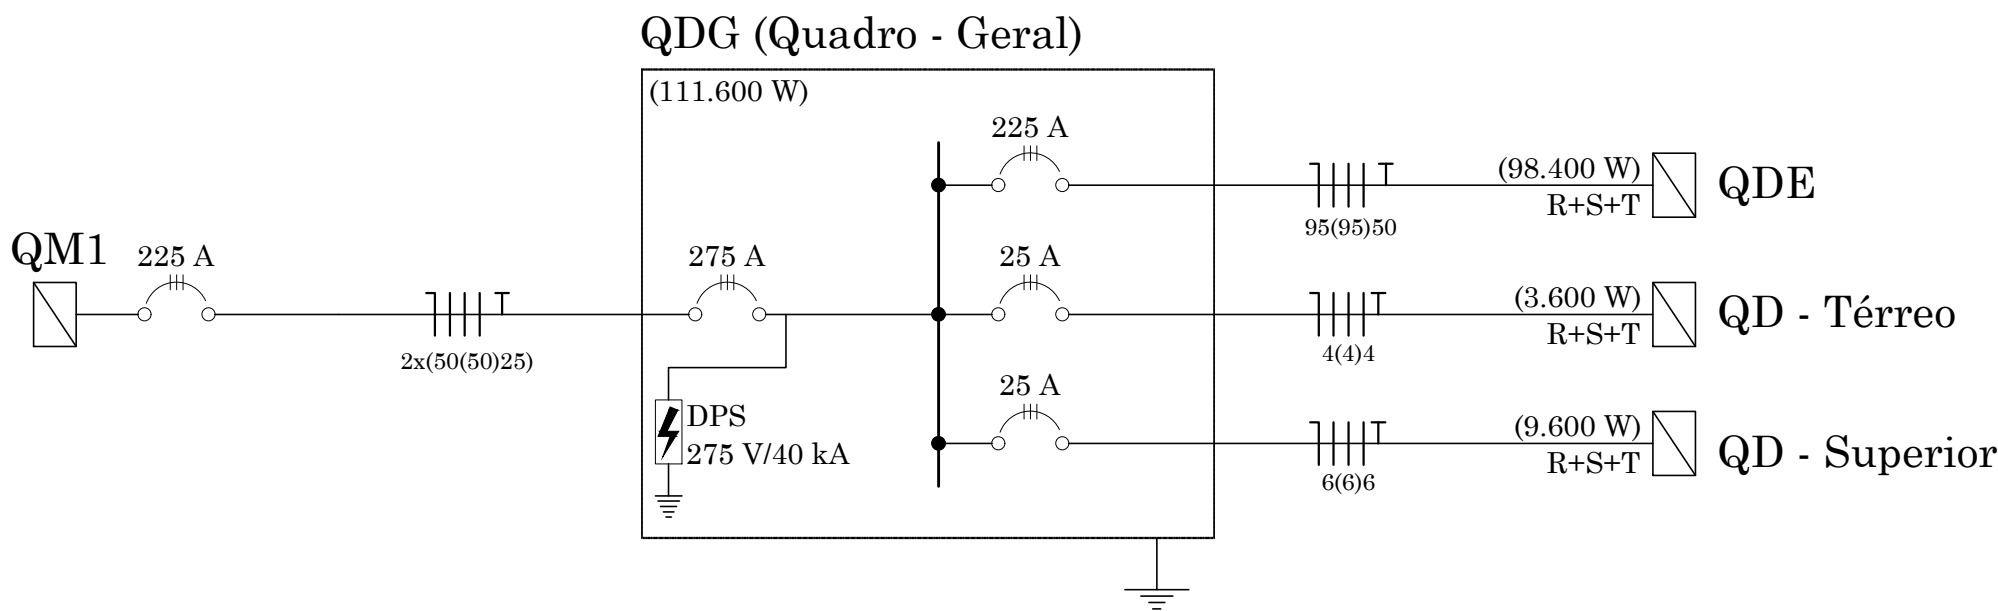 QDG (Quadro - Geral)
(111.600 W)
QM1
225 A
2x(50(50)25)
275 A
DPS
275 V/40 kA
225 A
95(95)50
(98.400 W)
R+S+T
QDE
25 A
4(4)4
(3.600 W)
R+S+T
QD - Térreo
25 A
6(6)6
(9.600 W)
R+S+T
QD - Superior